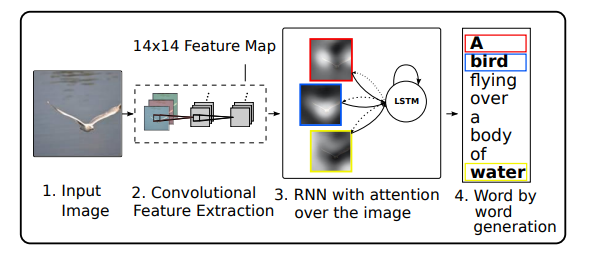 14x14 Feature Map
LSTM
A
bird
flying
over
a
body
of
water
1. Input
Image
2. Convolutional
Feature Extraction
3. RNN with attention
over the image
4. Word by
word
generation